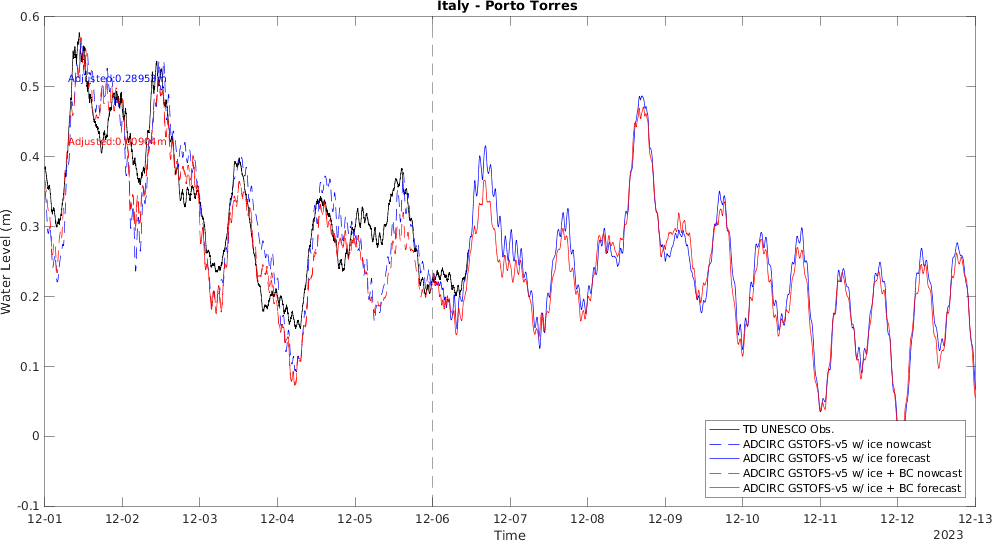 Italy - Porto Torres
0.6
0.5
0.4
0.3
0.2
0.1
0
-0.1
Water Level (m)
Adjusted:
Adjusted:
TD UNESCO Obs.
ADCIRC GSTOFS-v5 w/ ice nowcast
ADCIRC GSTOFS-v5 w/ ice forecast
ADCIRC GSTOFS-v5 w/ ice + BC nowcast
ADCIRC GSTOFS-v5 w/ ice + BC forecast
12-01 12-02 12-03 12-04 12-05 12-06 12-07 12-08 12-09 12-10 12-11 12-12 12-13
Time
2023